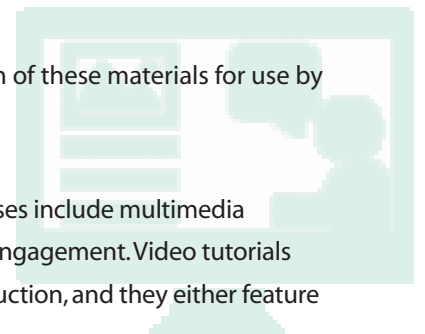 of these materials for use by
ses include multimedia
ngagement. Video tutorials
uction, and they either feature